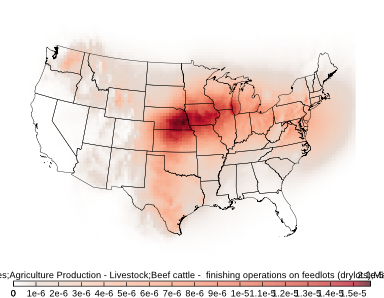 es;Agriculture Production - Livestock;Beef cattle - finishing operations on feedlots (drylots);
0 1e-6 2e-6 3e-6 4e-6 5e-6 6e-6 7e-6 8e-6 9e-6 1e-5 1.1e-5 1.2e-5 1.3e-5 1.4e-5 1.5e-5